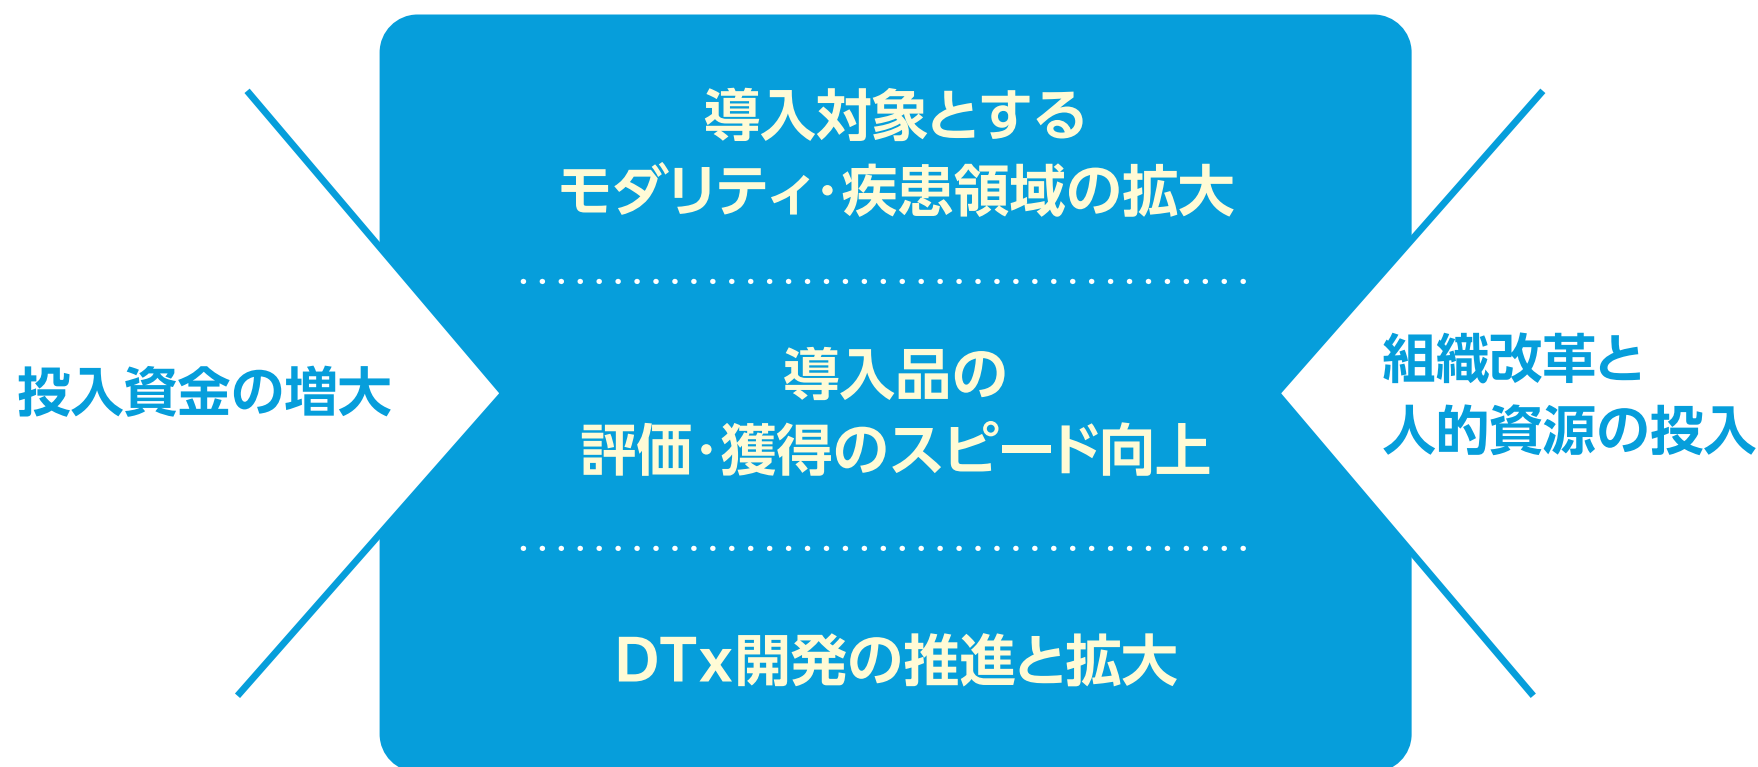 導入対象とする
モダリティ・疾患領域の拡大
投入資金の増大
導入品の
評価・獲得のスピード向上
組織改革と
人的資源の投入
DTx開発の推進と拡大